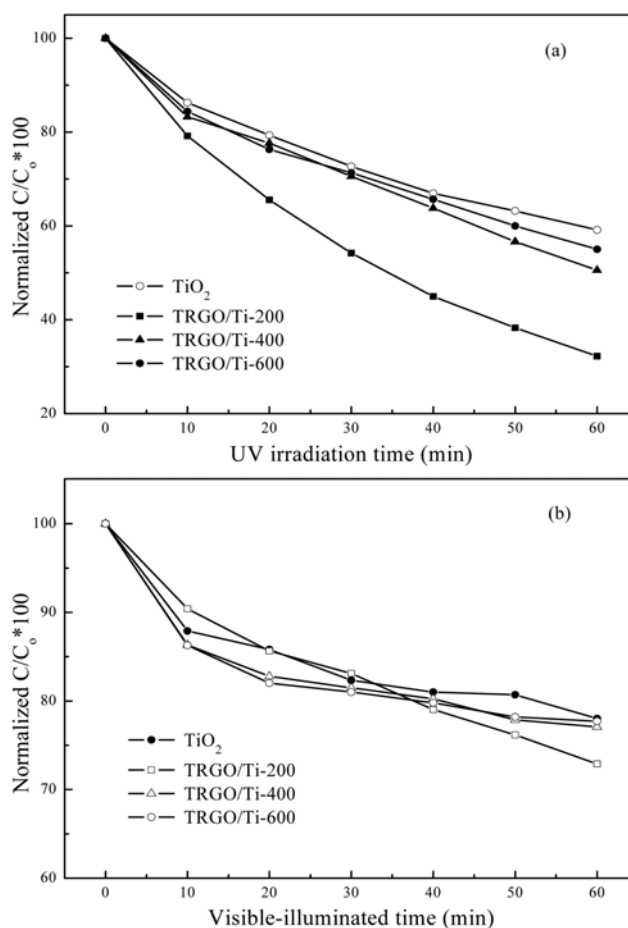 (a)
Normalized C/C₀*100
100
80
60
40
20
TiO₂
TRGO/Ti-200
TRGO/Ti-400
TRGO/Ti-600
0 10 20 30 40 50 60
UV irradiation time (min)
(b)
Normalized C/C₀*100
100
90
80
70
60
TiO₂
TRGO/Ti-200
TRGO/Ti-400
TRGO/Ti-600
0 10 20 30 40 50 60
Visible-illuminated time (min)